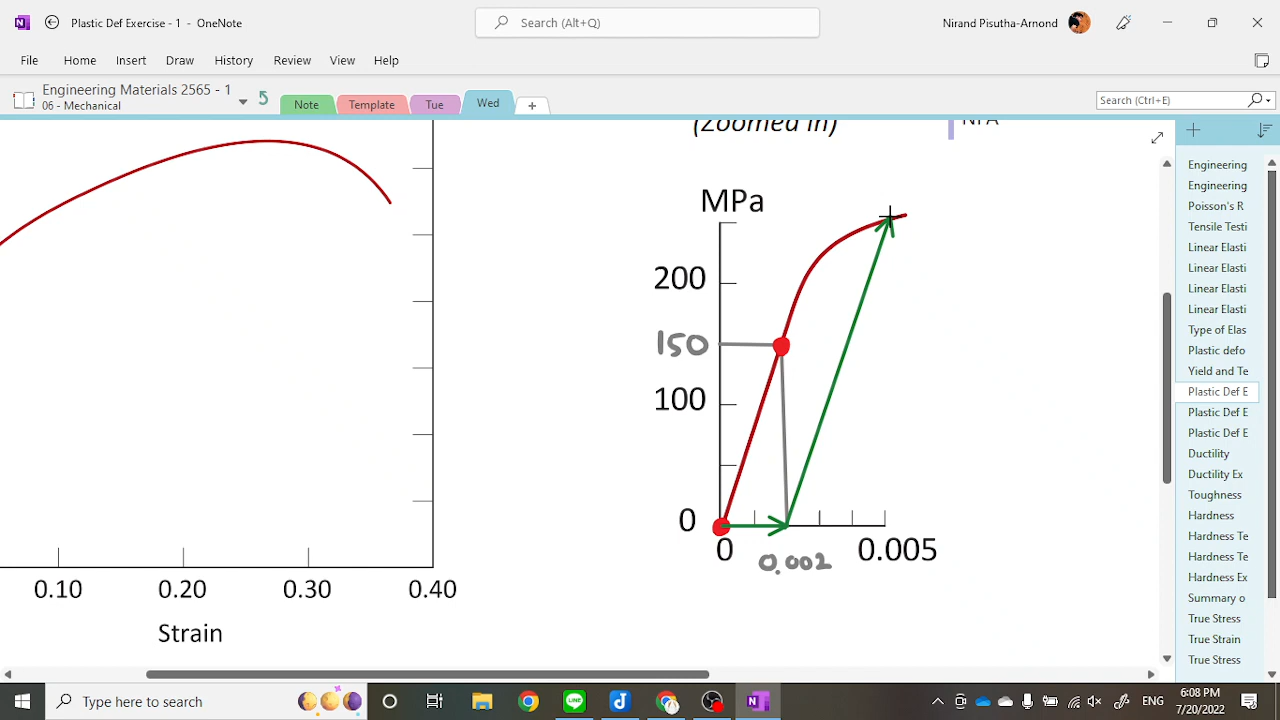 Plastic Def Exercise - 1 - OneNote
Search (Alt+Q)
Nirand Pisutha-Arnond
File Home Insert Draw History Review View Help
Engineering Materials 2565 - 1
06 - Mechanical
Note Template Tue Wed
Search (Ctrl+E)
(Zoomed in)
NPA
MPa
200
150
100
0
0
0.002
0.005
0.10 0.20 0.30 0.40
Strain
Engineering
Engineering
Poisson's R
Tensile Testi
Linear Elasti
Linear Elasti
Linear Elasti
Linear Elasti
Type of Elas
Plastic defo
Yield and Te
Plastic Def E
Plastic Def E
Plastic Def E
Ductility
Ductility Ex
Toughness
Hardness
Hardness Te
Hardness Te
Hardness Ex
Summary o
True Stress
True Strain
True Stress
Type here to search
LINE
ENG
6:08 PM
7/20/2022